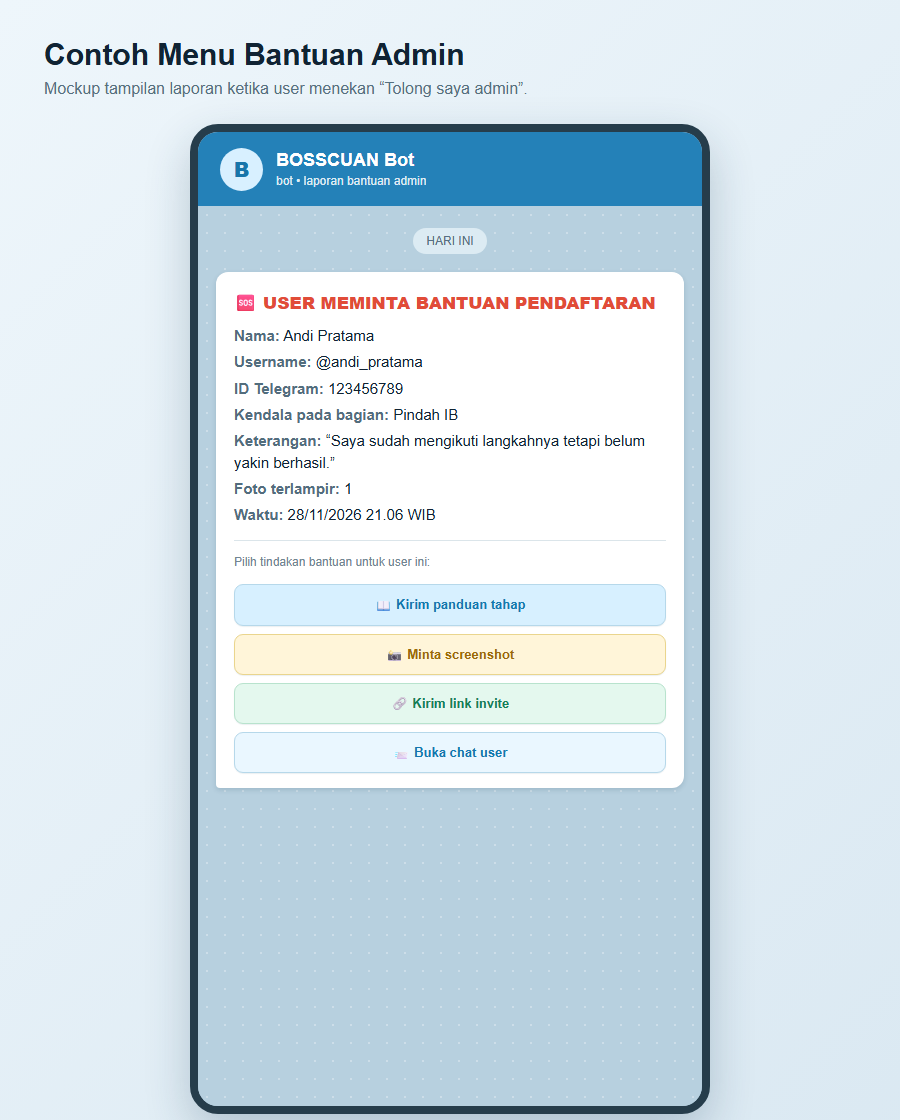 Contoh Menu Bantuan Admin
Mockup tampilan laporan ketika user menekan “Tolong saya admin”.
B
BOSSCUAN Bot
bot • laporan bantuan admin
HARI INI
🆘 USER MEMINTA BANTUAN PENDAFTARAN
Nama: Andi Pratama
Username: @andi_pratama
ID Telegram: 123456789
Kendala pada bagian: Pindah IB
Keterangan: “Saya sudah mengikuti langkahnya tetapi belum
yakin berhasil.”
Foto terlampir: 1
Waktu: 28/11/2026 21.06 WIB
Pilih tindakan bantuan untuk user ini:
📖 Kirim panduan tahap
📷 Minta screenshot
🔗 Kirim link invite
📨 Buka chat user